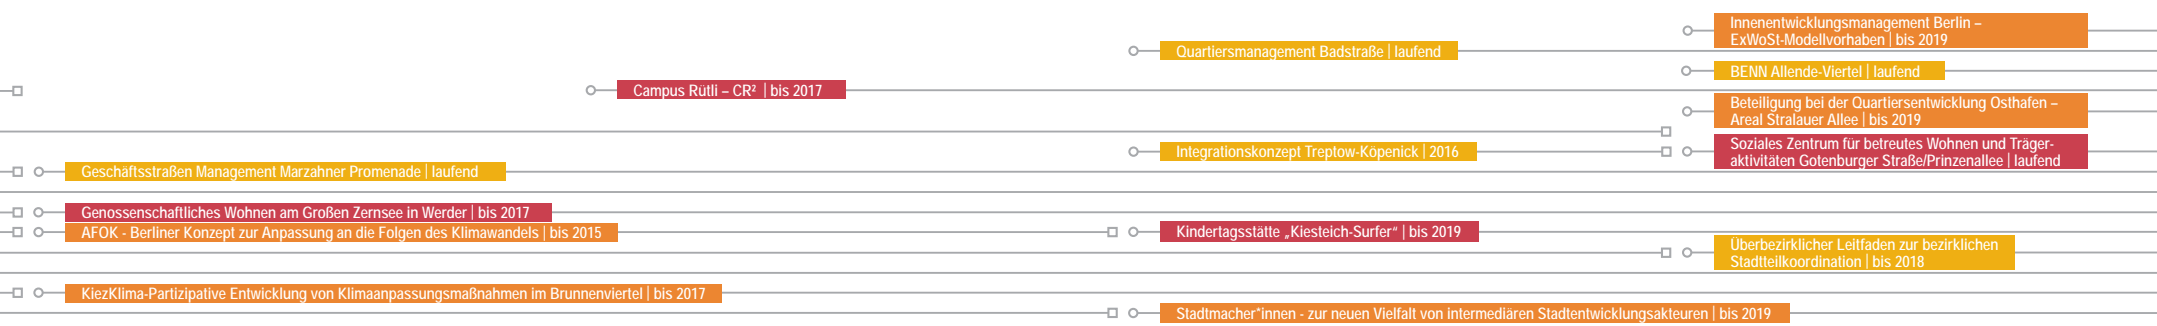 Innenentwicklungsmanagement Berlin –
ExWoSt-Modellvorhaben | bis 2019
Quartiersmanagement Badstraße | laufend
BENN Allende-Viertel | laufend
Campus Rütli – CR² | bis 2017
Beteiligung bei der Quartiersentwicklung Osthafen –
Areal Stralauer Allee | bis 2019
Soziales Zentrum für betreutes Wohnen und Träger-
aktivitäten Gotenburger Straße/Prinzenallee | laufend
Integrationskonzept Treptow-Köpenick | 2016
Geschäftsstraßen Management Marzahner Promenade | laufend
Genossenschaftliches Wohnen am Großen Zernsee in Werder | bis 2017
AFOK - Berliner Konzept zur Anpassung an die Folgen des Klimawandels | bis 2015
Kindertagsstätte „Kiesteich-Surfer“ | bis 2019
Überbezirklicher Leitfaden zur bezirklichen
Stadtteilkoordination | bis 2018
KiezKlima-Partizipative Entwicklung von Klimaanpassungsmaßnahmen im Brunnenviertel | bis 2017
Stadtmacher*innen - zur neuen Vielfalt von intermediären Stadtentwicklungsakteuren | bis 2019